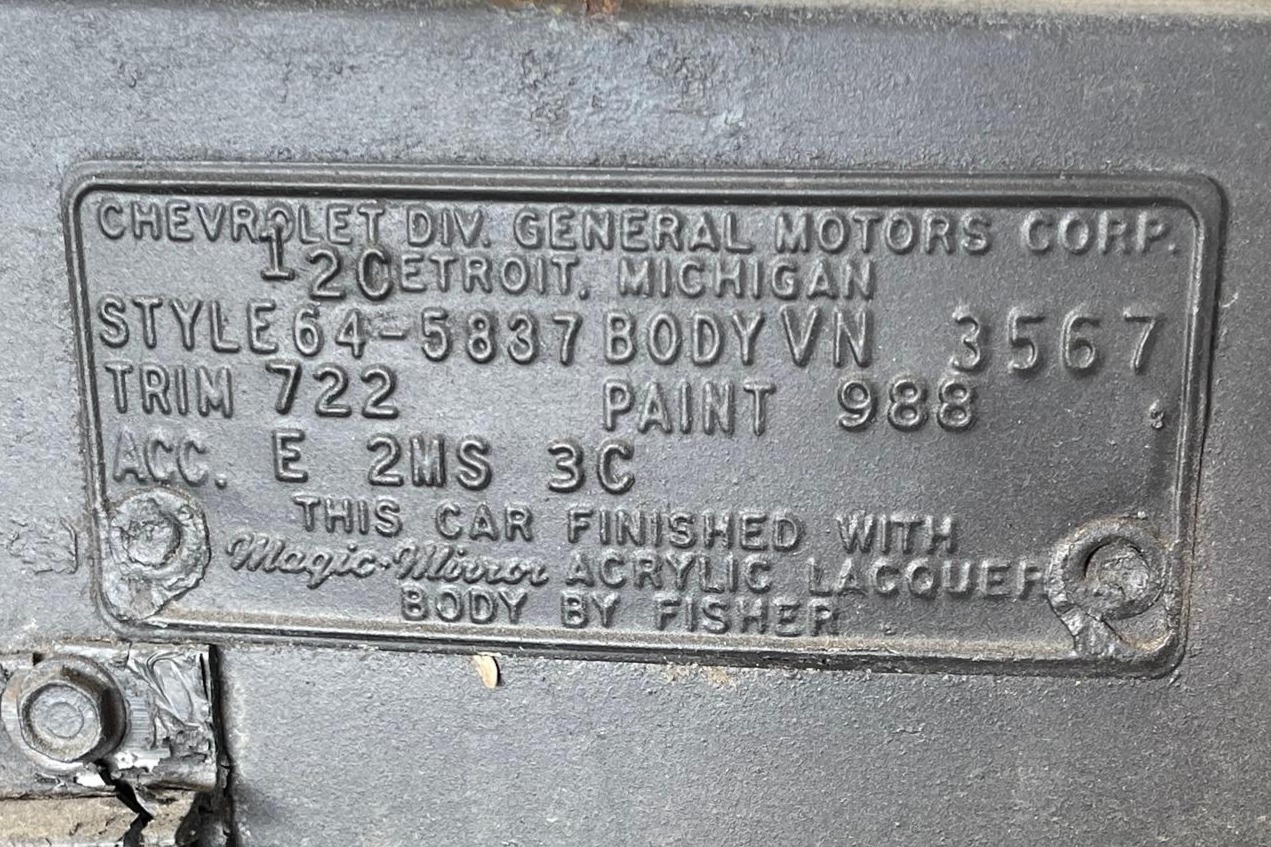 CHEVROLET DIV. GENERAL MOTORS CORP.
12C ETROIT, MICHIGAN
STYLE 64-5837 BODY VN 3567
TRIM 722 PAINT 988
ACC. E 2MS 3C
THIS CAR FINISHED WITH
Magic-Mirror ACRYLIC LACQUER
BODY BY FISHER